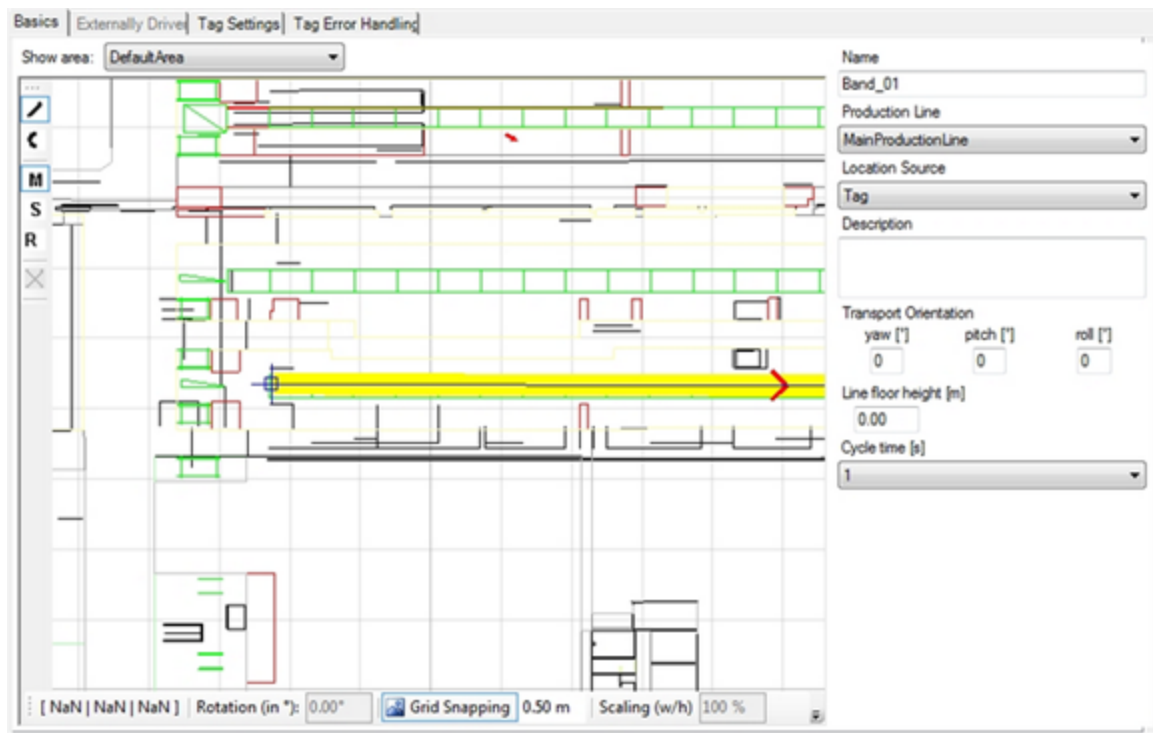 Basics Externally Drive Tag Settings Tag Error Handling
Show area: DefaultArea
M
S
R
[ NaN | NaN | NaN ] Rotation (in °): 0.00° Grid Snapping 0.50 m Scaling (w/h) 100 %
Name
Band_01
Production Line
MainProductionLine
Location Source
Tag
Description
Transport Orientation
yaw [°] pitch [°] roll [°]
0 0 0
Line floor height [m]
0.00
Cycle time [s]
1